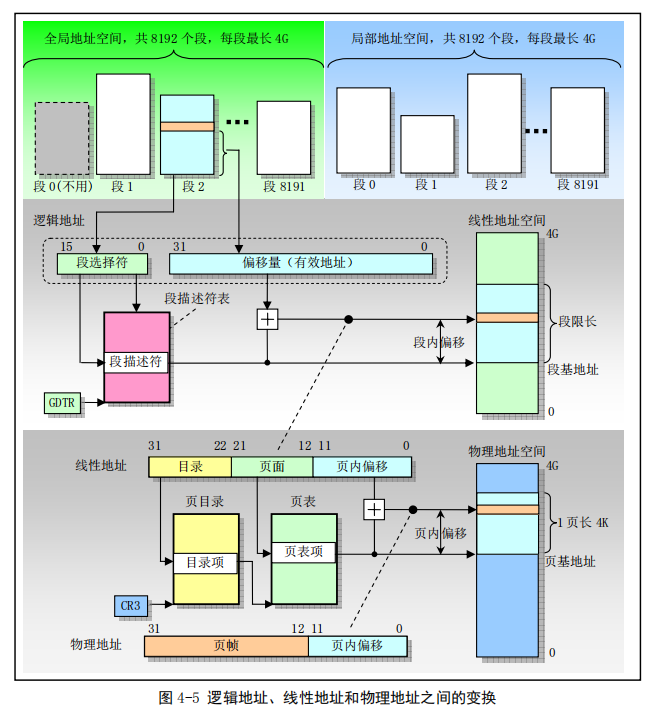 全局地址空间，共 8192 个段，每段最长 4G
局部地址空间，共 8192 个段，每段最长 4G
段 0(不用)
段 1
段 2
段 8191
段 0
段 1
段 2
段 8191
逻辑地址
15
0
31
0
段选择符
偏移量（有效地址）
线性地址空间
4G
段描述符表
段描述符
GDTR
段内偏移
段限长
段基地址
0
31
22
21
12
11
0
线性地址
目录
页面
页内偏移
物理地址空间
4G
页目录
页表
目录项
页表项
页内偏移
1 页长 4K
页基地址
CR3
31
12
11
0
物理地址
页帧
页内偏移
0
图 4-5 逻辑地址、线性地址和物理地址之间的变换